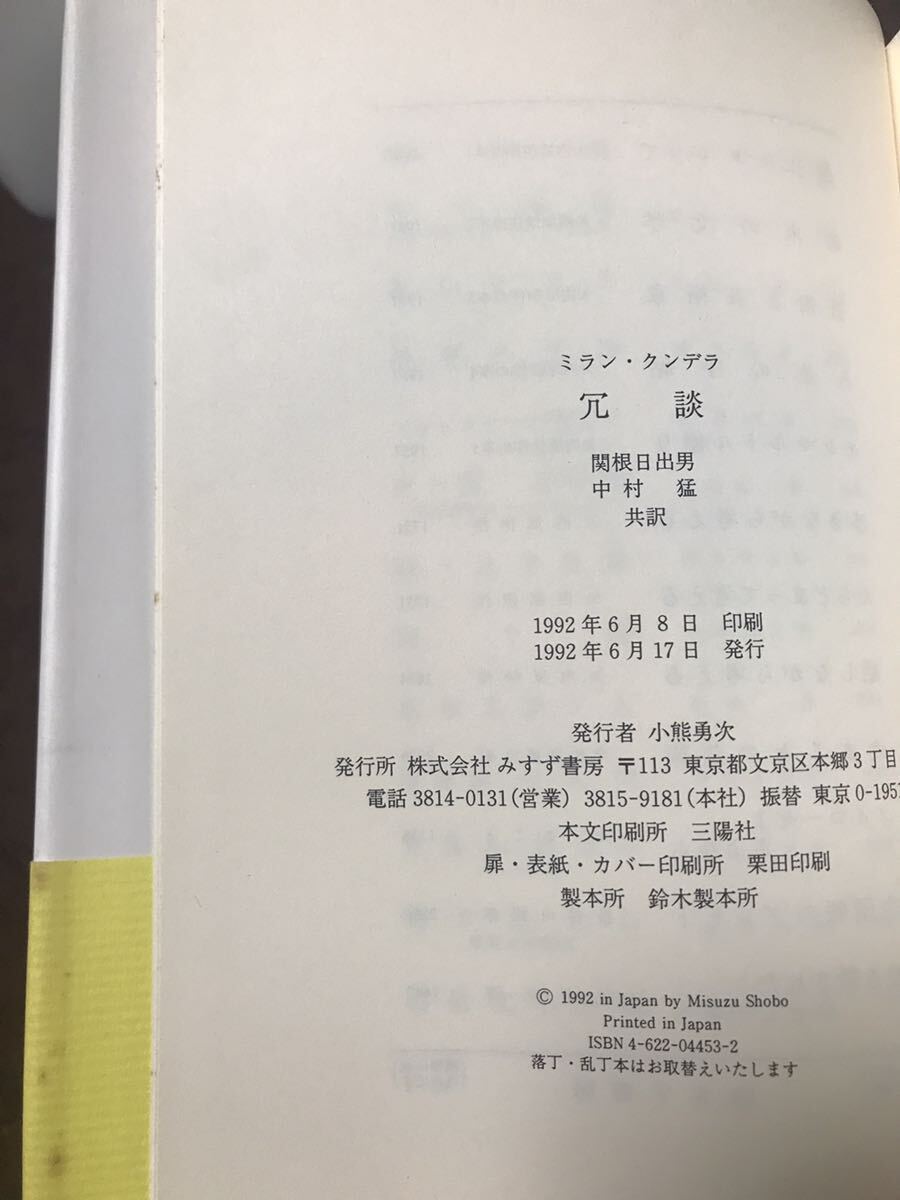 ミラン・クンデラ
冗談
関根日出男
中村 猛
共訳
1992年6月8日 印刷
1992年6月17日 発行
発行者 小熊勇次
発行所 株式会社 みすず書房 〒113 東京都文京区本郷3丁目
電話 3814-0131(営業) 3815-9181(本社) 振替 東京 0-1951
本文印刷所 三陽社
扉・表紙・カバー印刷所 栗田印刷
製本所 鈴木製本所
© 1992 in Japan by Misuzu Shobo
Printed in Japan
ISBN 4-622-04453-2
落丁・乱丁本はお取替えいたします